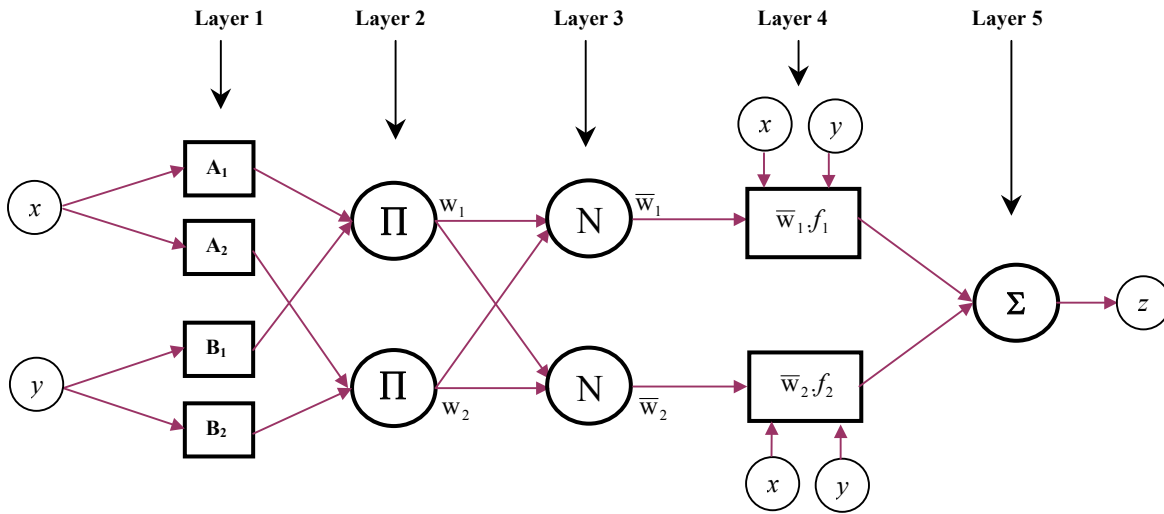 Layer 1 Layer 2 Layer 3 Layer 4 Layer 5
x y
A₁
x Π w₁ N w̅₁ w̅₁.f₁
A₂
Σ z
B₁
y Π w₂ N w̅₂ w̅₂.f₂
B₂
x y